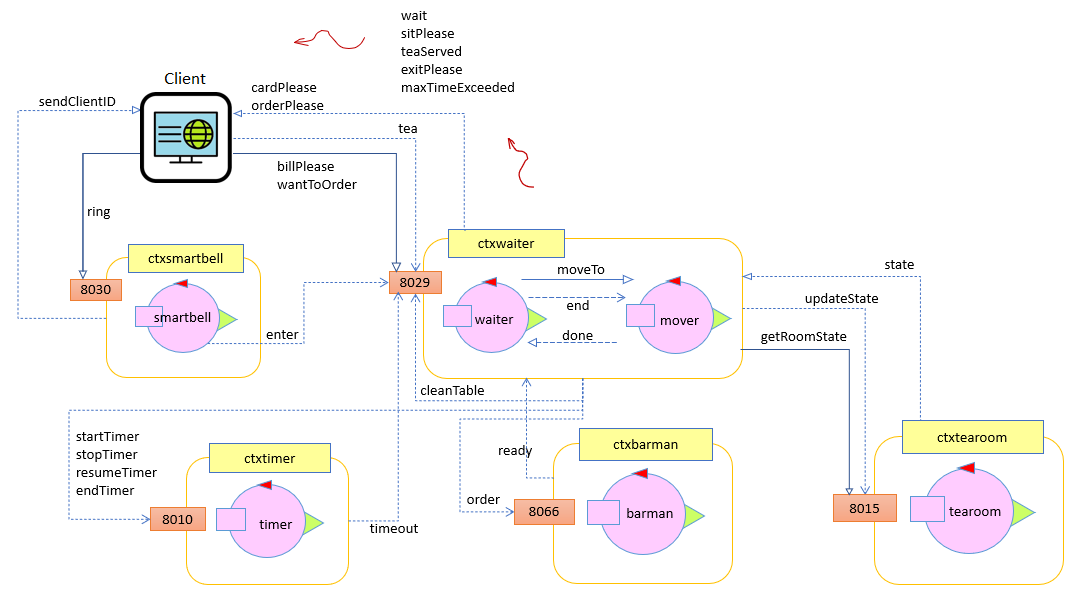 wait
sitPlease
teaServed
exitPlease
maxTimeExceeded
Client
cardPlease
orderPlease
sendClientID
tea
billPlease
wantToOrder
ring
ctxwaiter
ctxsmartbell
moveTo
state
8030
8029
end
updateState
smartbell
waiter
mover
enter
done
getRoomState
cleanTable
startTimer
stopTimer
resumeTimer
endTimer
ctxtimer
ready
ctxbarman
ctxtearoom
order
8010
timer
8066
barman
8015
tearoom
timeout